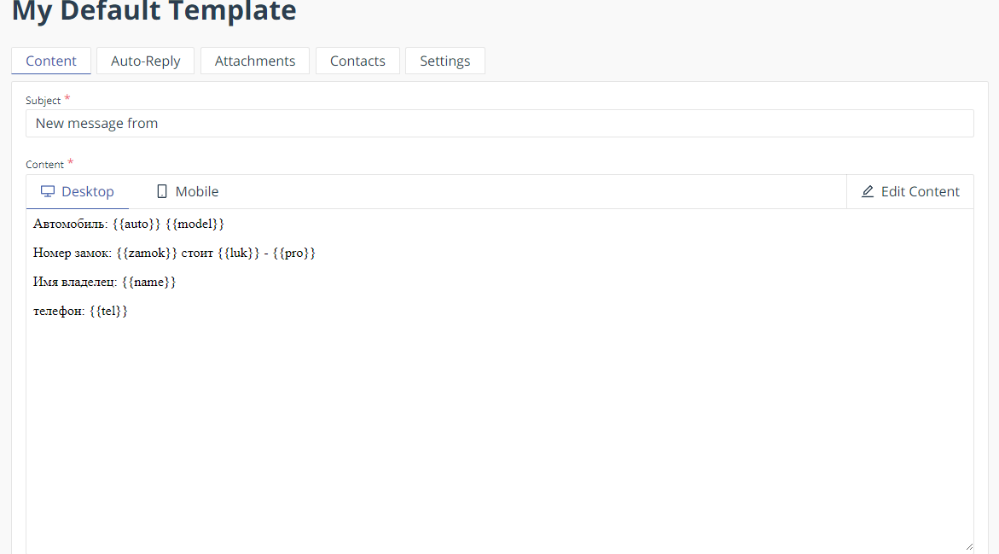 My Default Template
Content Auto-Reply Attachments Contacts Settings
Subject *
New message from
Content *
Desktop Mobile Edit Content
Автомобиль: {{auto}} {{model}}
Номер замок: {{zamok}} стоит {{luk}} - {{pro}}
Имя владелец: {{name}}
телефон: {{tel}}